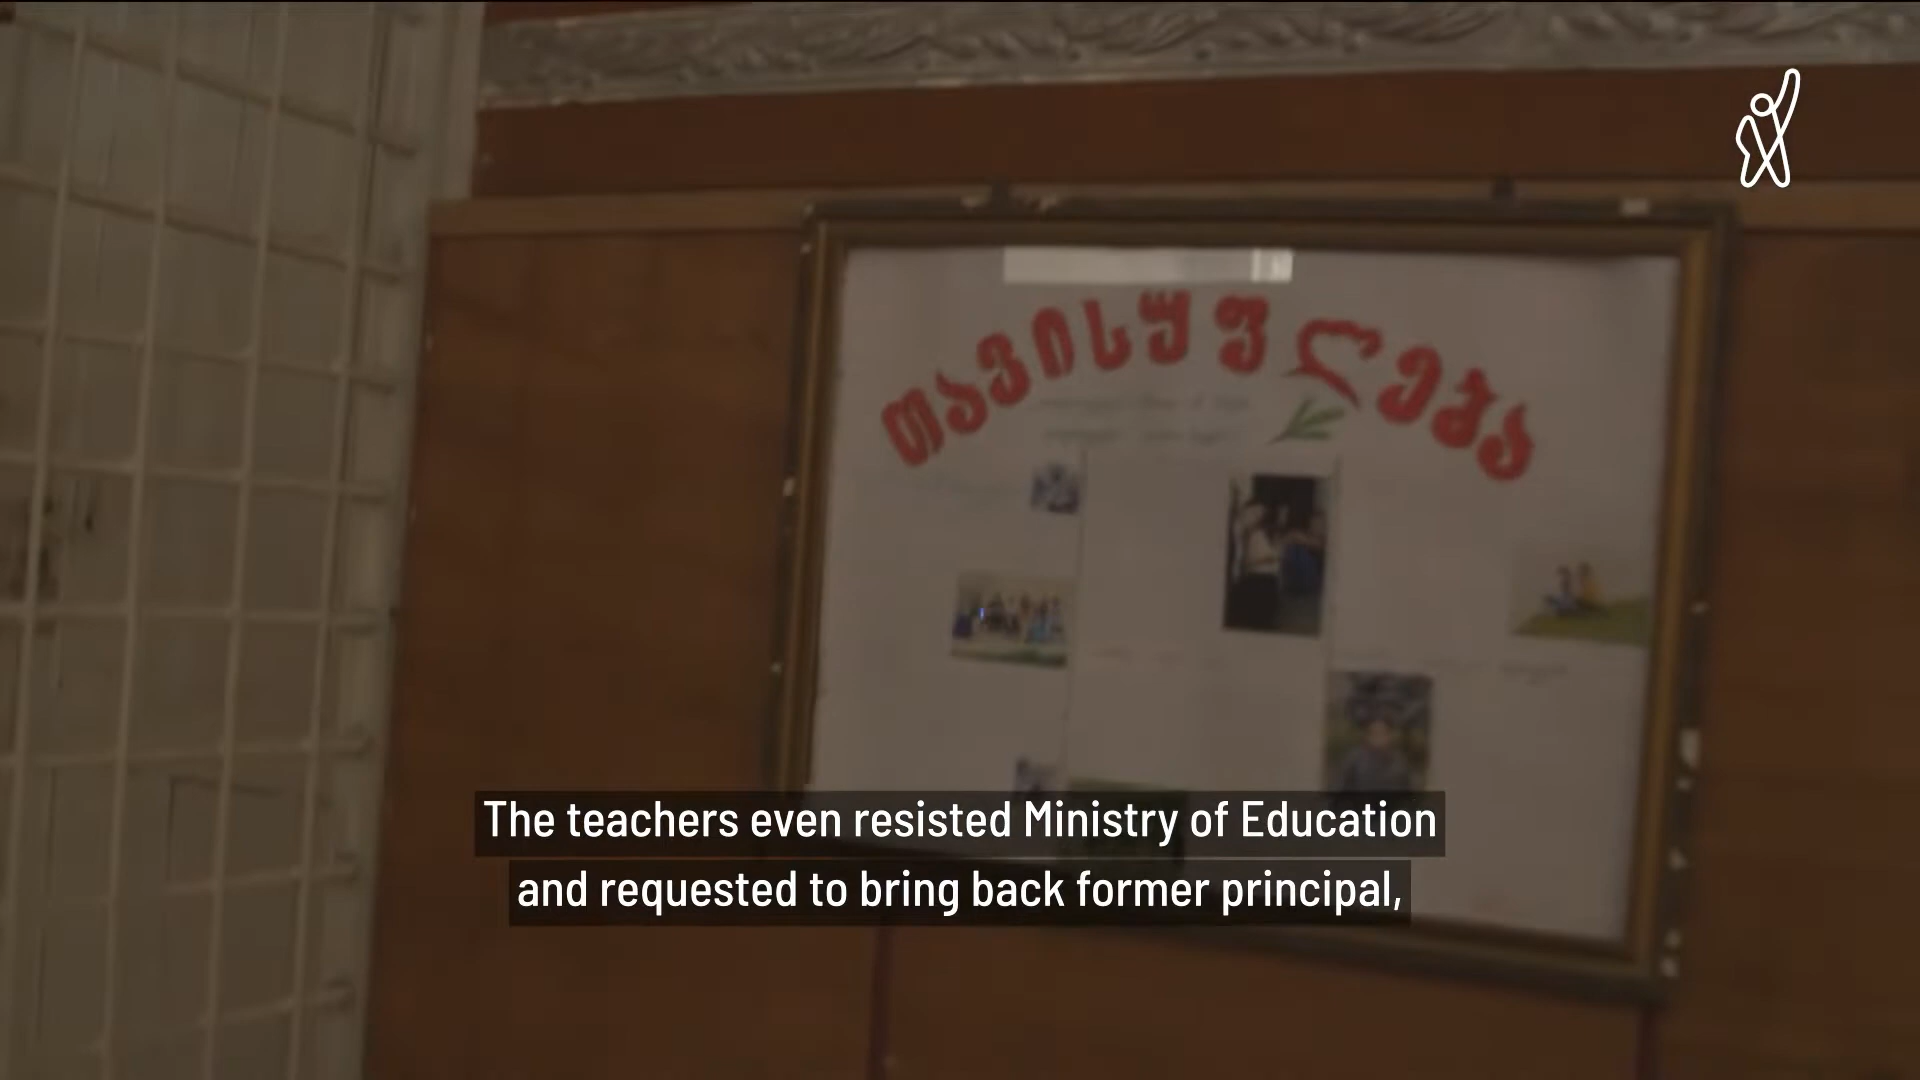 თავისუფლება
The teachers even resisted Ministry of Education
and requested to bring back former principal,